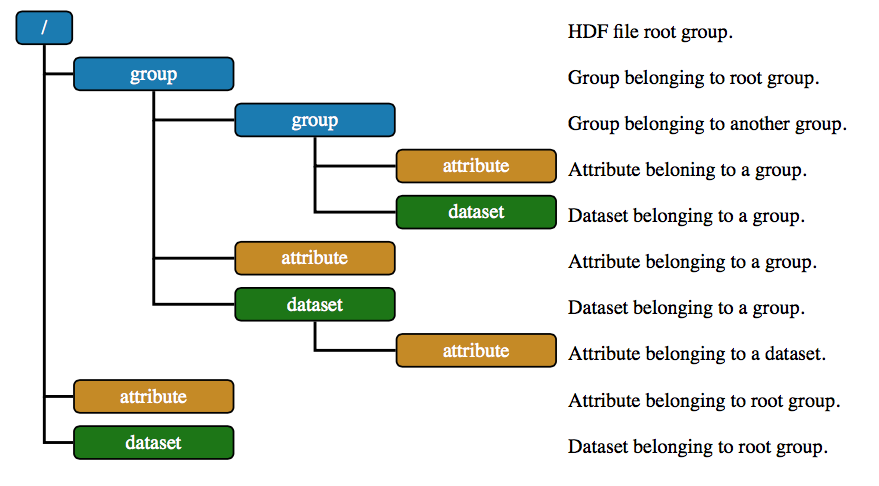 / HDF file root group.
group Group belonging to root group.
group Group belonging to another group.
attribute Attribute beloning to a group.
dataset Dataset belonging to a group.
attribute Attribute belonging to a group.
dataset Dataset belonging to a group.
attribute Attribute belonging to a dataset.
attribute Attribute belonging to root group.
dataset Dataset belonging to root group.